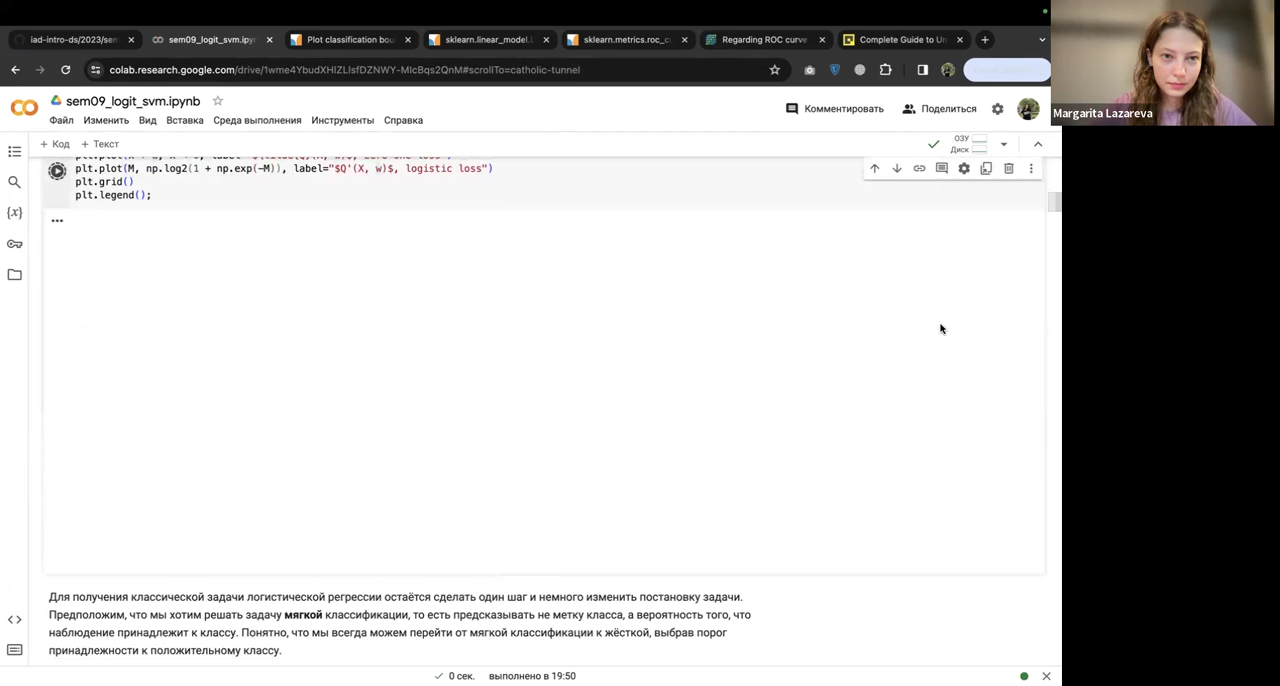 iad-intro-ds/2023/sem
sem09_logit_svm.ipy
Plot classification bou
sklearn.linear_model.
sklearn.metrics.roc_c
Regarding ROC curve
Complete Guide to Un
colab.research.google.com/drive/1wme4YbudXHIZLIsfDZNWY-MIcBqs2QnM#scrollTo=catholic-tunnel
Margarita Lazareva
sem09_logit_svm.ipynb
Комментировать
Поделиться
Файл Изменить Вид Вставка Среда выполнения Инструменты Справка
+ Код + Текст
ОЗУ
Диск
plt.plot(M, np.log2(1 + np.exp(-M)), label="$Q'(X, w)$, logistic loss")
plt.grid()
plt.legend();
Для получения классической задачи логистической регрессии остаётся сделать один шаг и немного изменить постановку задачи.
Предположим, что мы хотим решать задачу мягкой классификации, то есть предсказывать не метку класса, а вероятность того, что
наблюдение принадлежит к классу. Понятно, что мы всегда можем перейти от мягкой классификации к жёсткой, выбрав порог
принадлежности к положительному классу.
0 сек. выполнено в 19:50